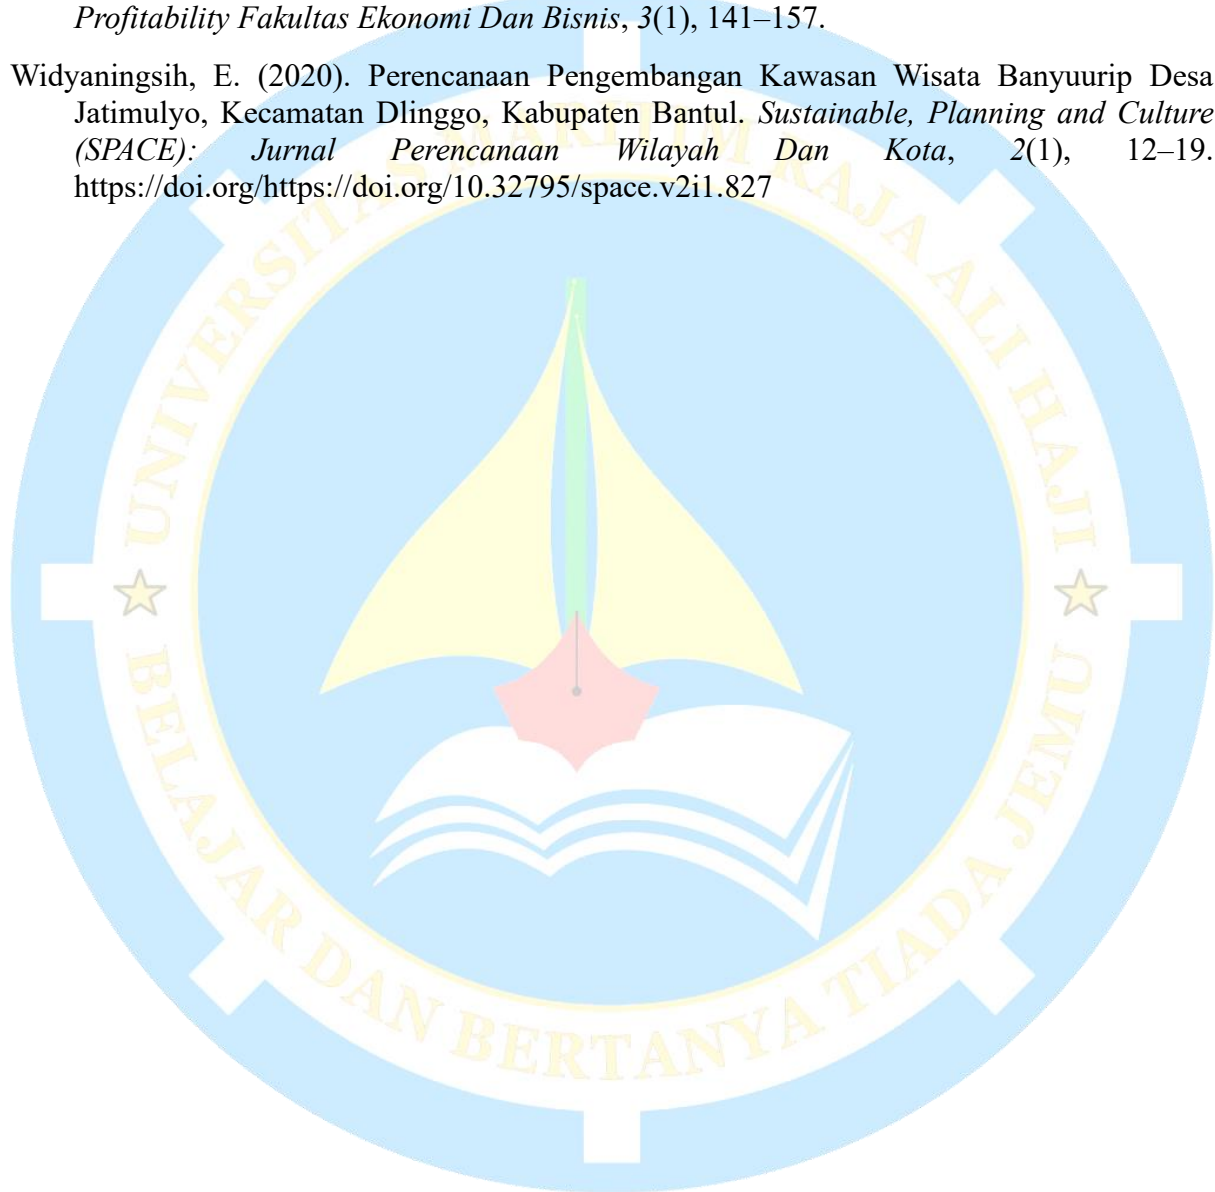 Profitability Fakultas Ekonomi Dan Bisnis, 3(1), 141–157.
Widyaningsih, E. (2020). Perencanaan Pengembangan Kawasan Wisata Banyuurip Desa
Jatimulyo, Kecamatan Dlinggo, Kabupaten Bantul. Sustainable, Planning and Culture
(SPACE): Jurnal Perencanaan Wilayah Dan Kota, 2(1), 12–19.
https://doi.org/https://doi.org/10.32795/space.v2i1.827
UNIVERSITAS MARITIM RAJA ALI HAJI
BELAJAR DAN BERTANYA TIADA JEMU